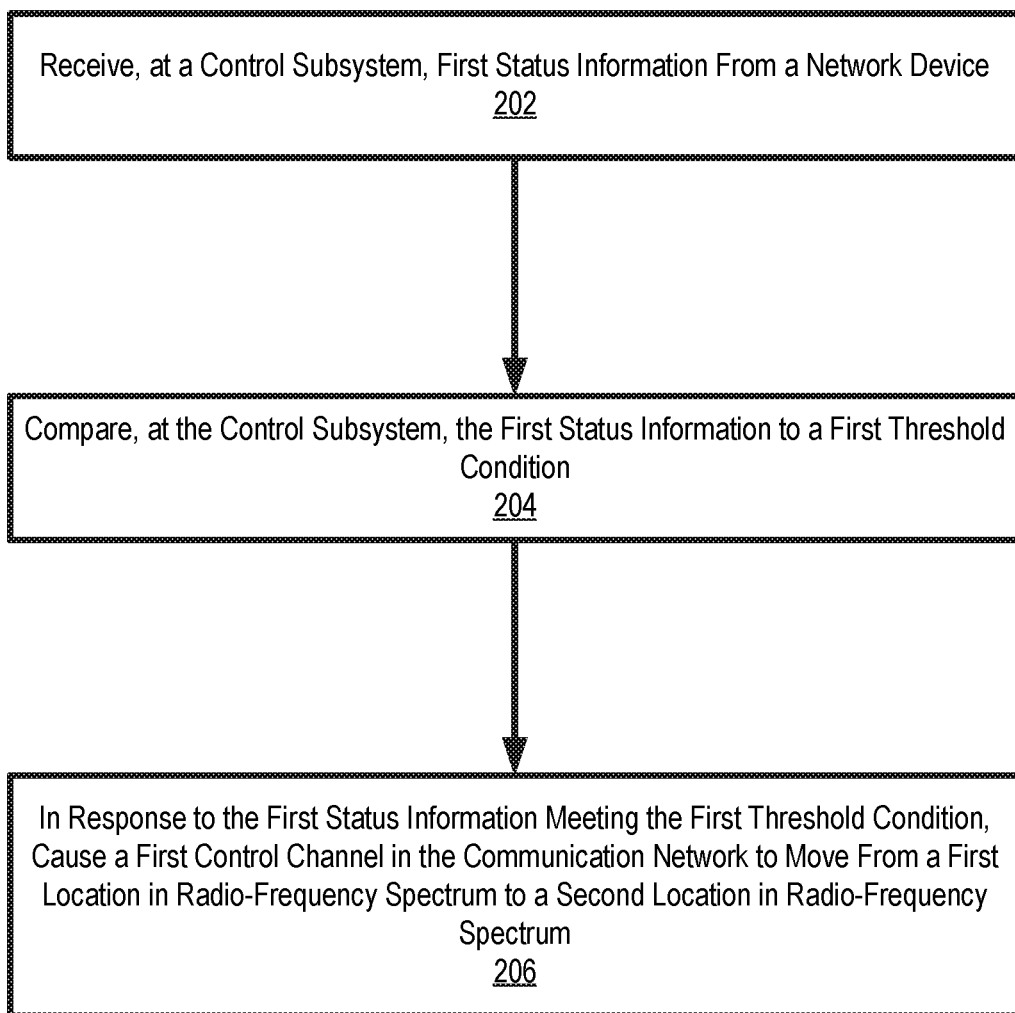 Receive, at a Control Subsystem, First Status Information From a Network Device
202
Compare, at the Control Subsystem, the First Status Information to a First Threshold
Condition
204
In Response to the First Status Information Meeting the First Threshold Condition,
Cause a First Control Channel in the Communication Network to Move From a First
Location in Radio-Frequency Spectrum to a Second Location in Radio-Frequency
Spectrum
206